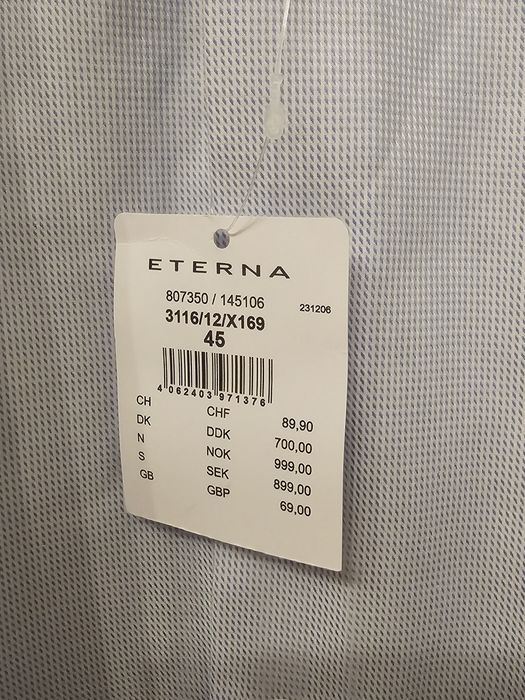 ETERNA
807350 / 145106 231206
3116/12/X169
45
4 062403 971376
CH CHF 89,90
DK DDK 700,00
N NOK 999,00
S SEK 899,00
GB GBP 69,00